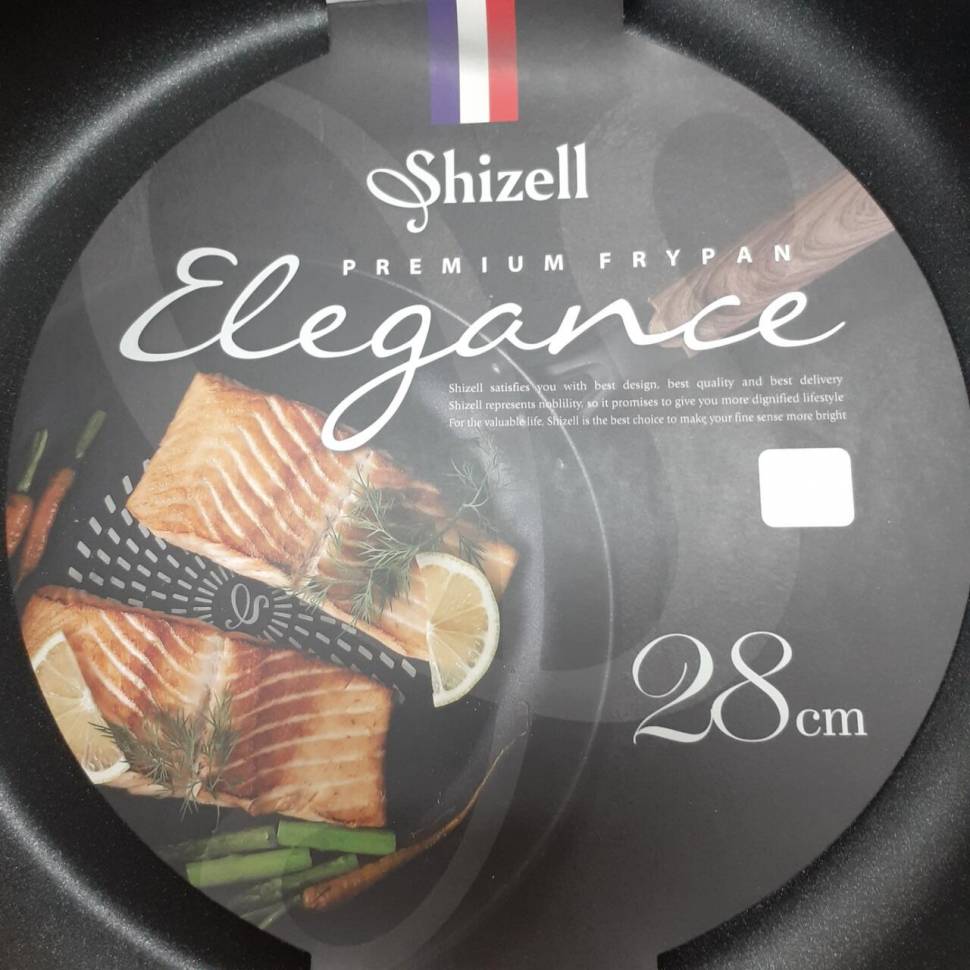 Shizell
PREMIUM FRYPAN
Elegance
Shizell satisfies you with best design, best quality and best delivery
Shizell represents noblility, so it promises to give you more dignified lifestyle
For the valuable life, Shizell is the best choice to make your fine sense more bright
28cm